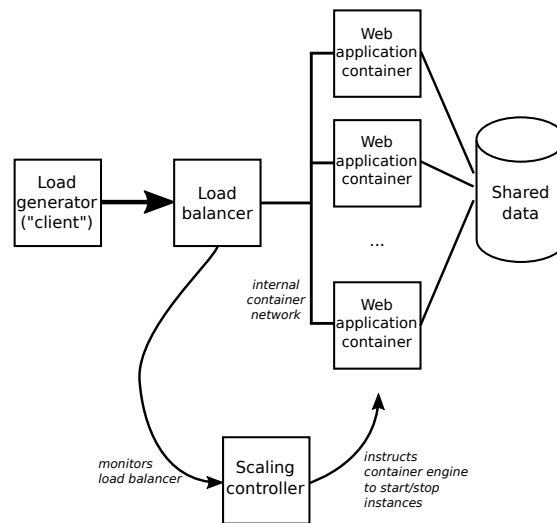 Web
application
container
Web
application
container
Load
generator
("client")
Load
balancer
Shared
data
...
internal
container
network
Web
application
container
monitors
load balancer
Scaling
controller
instructs
container engine
to start/stop
instances